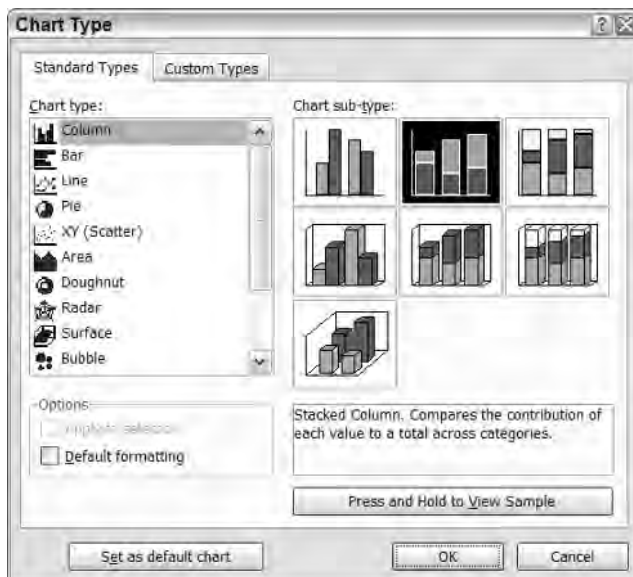 Chart Type
Standard Types
Custom Types
Chart type:
Column
Bar
Line
Pie
XY (Scatter)
Area
Doughnut
Radar
Surface
Bubble
Chart sub-type:
Options
Default formatting
Stacked Column. Compares the contribution of
each value to a total across categories.
Press and Hold to View Sample
Set as default chart
OK
Cancel